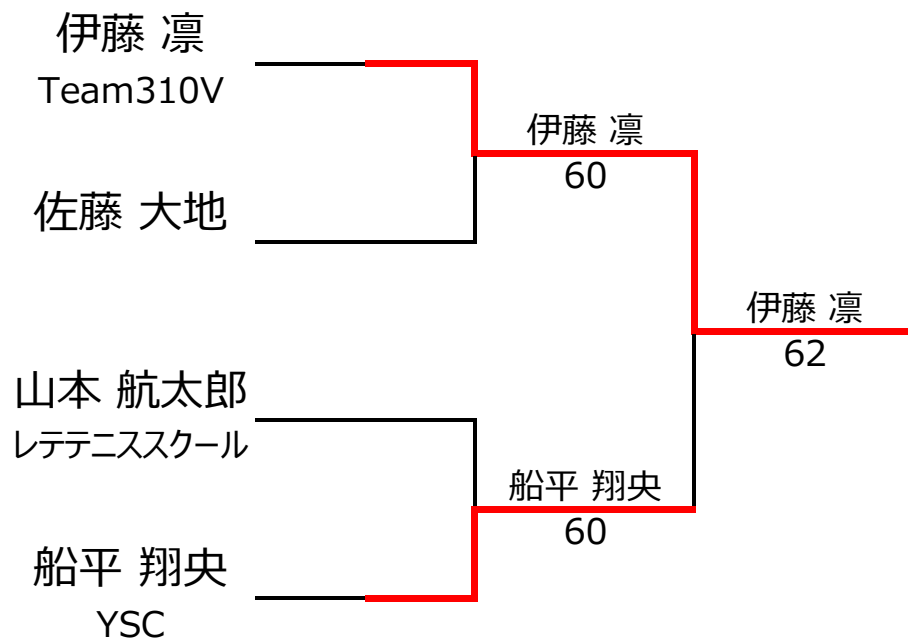 伊藤 凛
Team310V
伊藤 凛
60
佐藤 大地
伊藤 凛
62
山本 航太郎
レテテニススクール
船平 翔央
60
船平 翔央
YSC